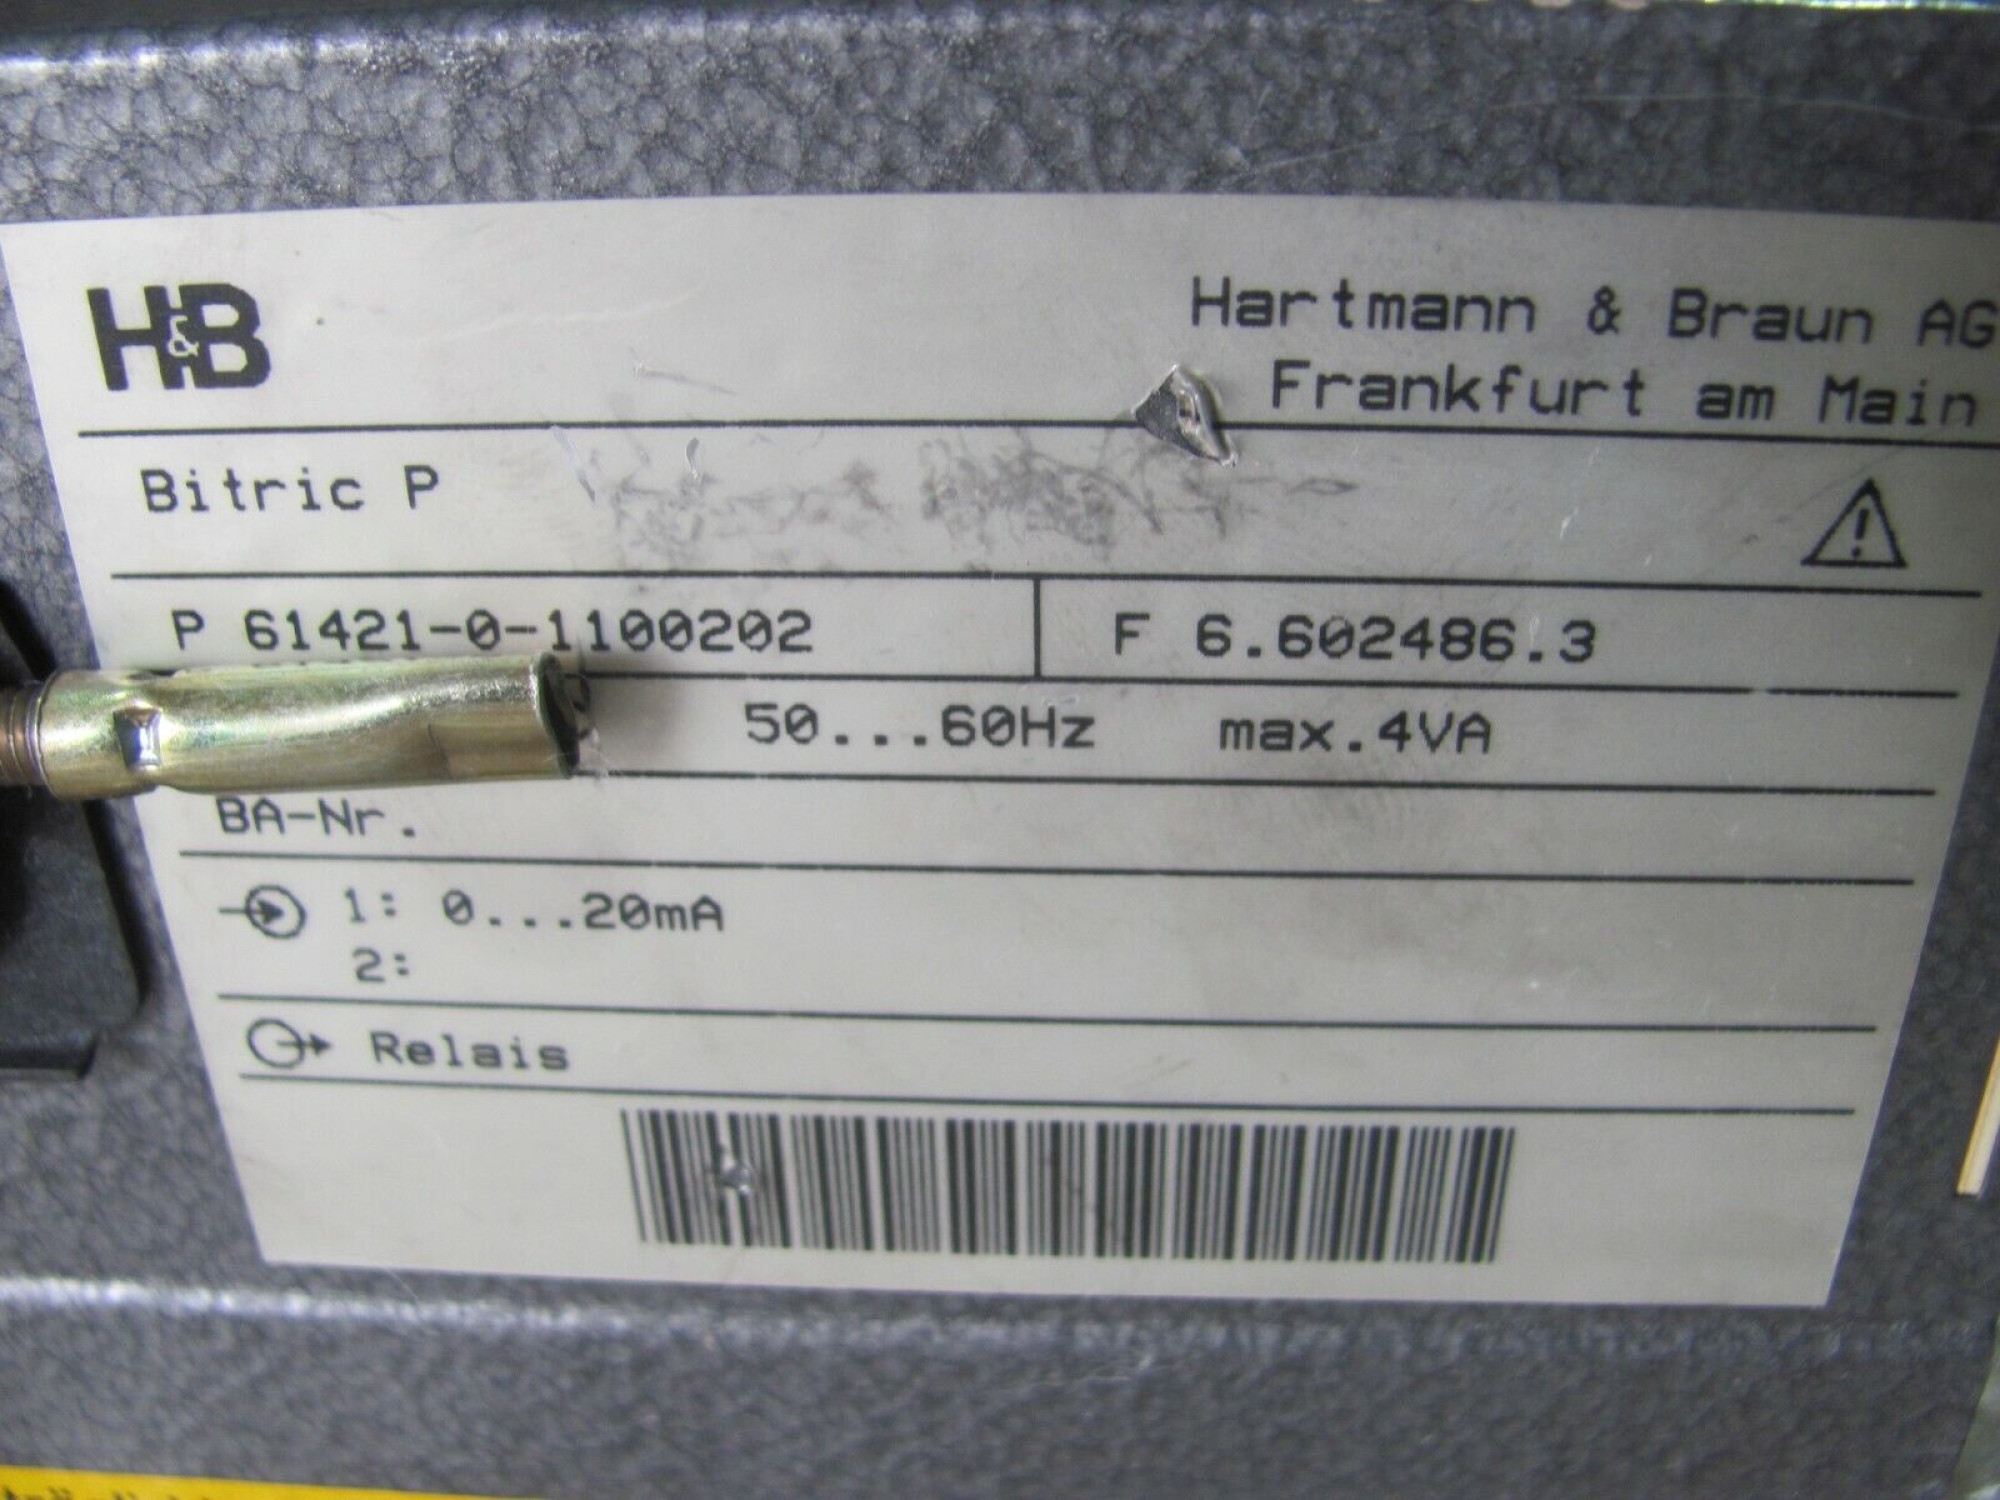 H&B
Hartmann & Braun AG
Frankfurt am Main
Bitric P
P 61421-0-1100202
F 6.602486.3
50...60Hz max.4VA
BA-Nr.
1: 0...20mA
2:
Relais